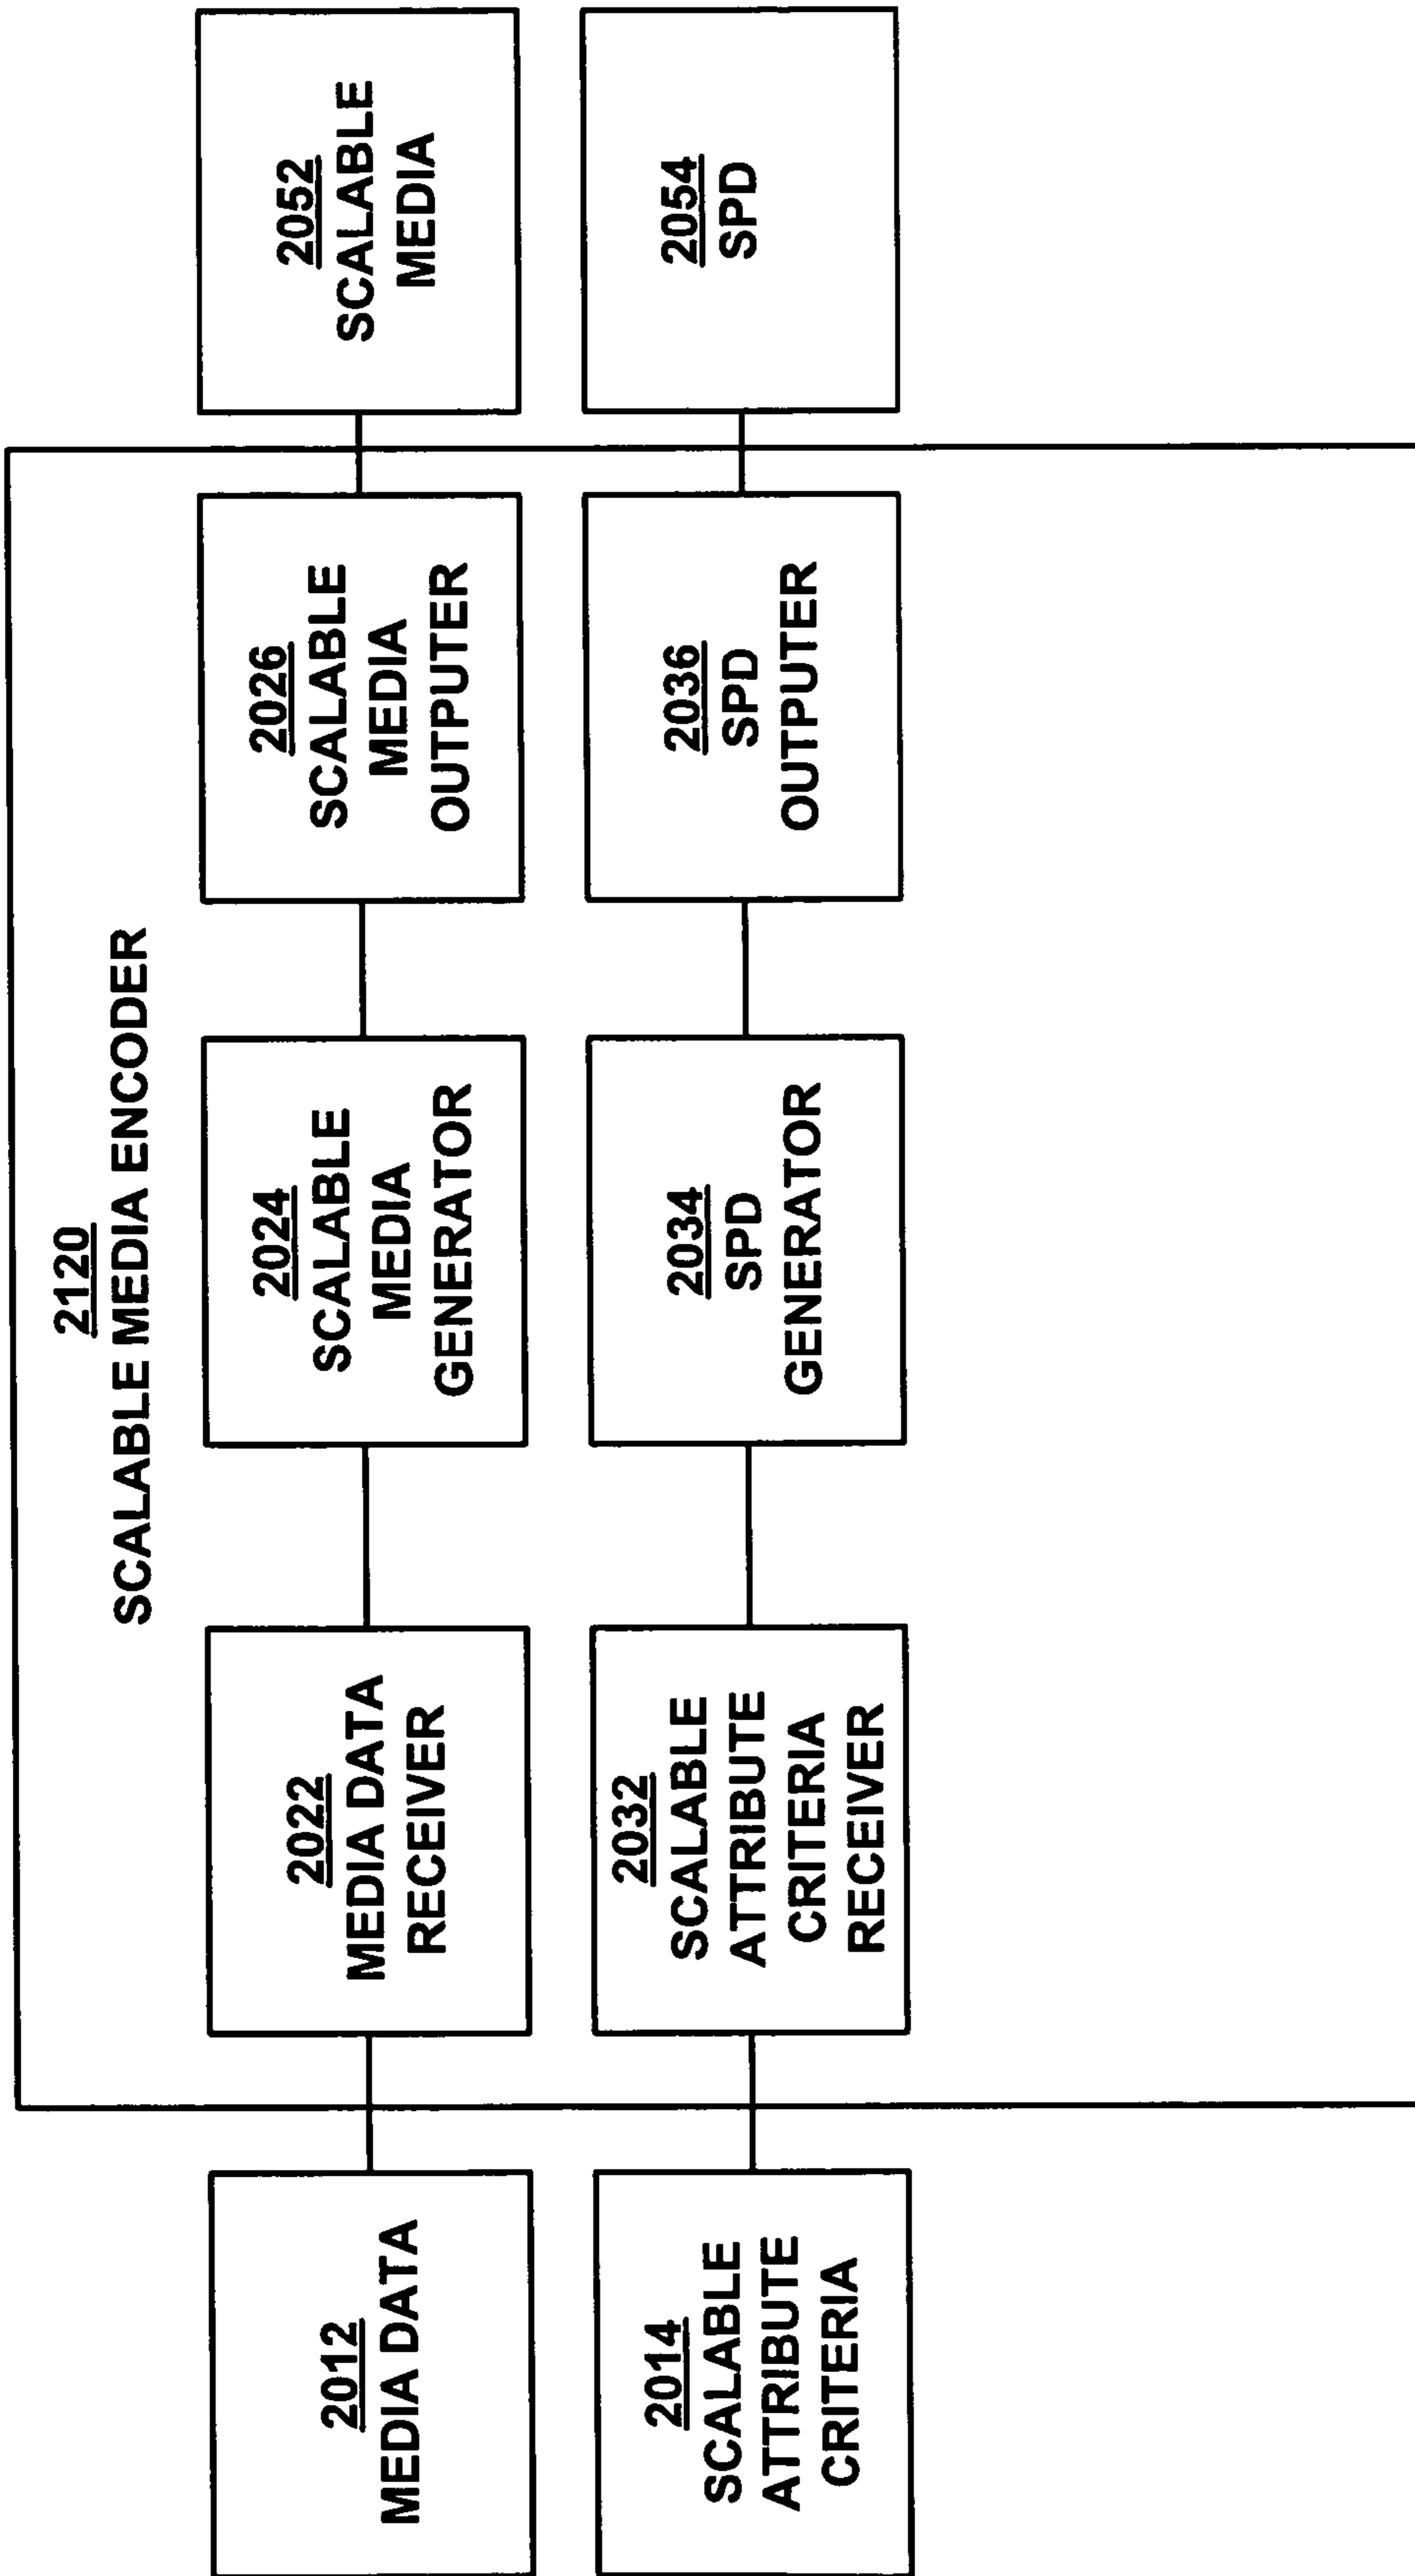 2120
SCALABLE MEDIA ENCODER
2012
MEDIA DATA
2022
MEDIA DATA
RECEIVER
2024
SCALABLE
MEDIA
GENERATOR
2026
SCALABLE
MEDIA
OUTPUTER
2052
SCALABLE
MEDIA
2014
SCALABLE
ATTRIBUTE
CRITERIA
2032
SCALABLE
ATTRIBUTE
CRITERIA
RECEIVER
2034
SPD
GENERATOR
2036
SPD
OUTPUTER
2054
SPD